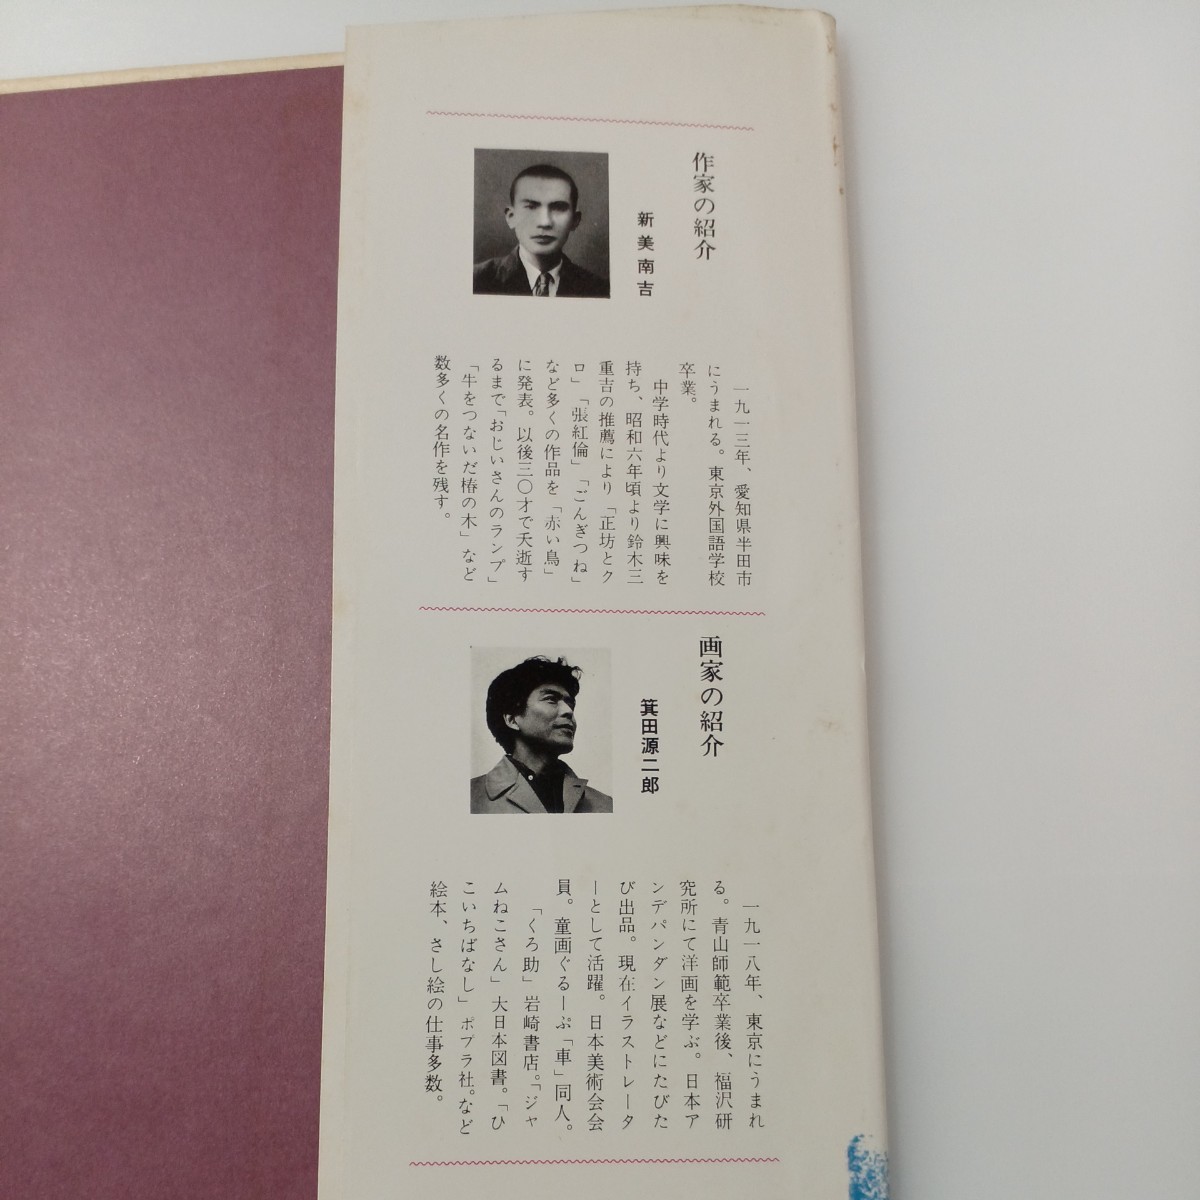 作家の紹介
新美南吉
一九一三年、愛知県半田市
にうまれる。東京外国語学校
卒業。
中学時代より文学に興味を
持ち、昭和六年頃より鈴木三
重吉の推薦により「正坊とク
ロ」「張紅倫」「ごんぎつね」
など多くの作品を「赤い鳥」
に発表。以後三〇才で夭逝す
るまで「おじいさんのランプ」
「牛をつないだ椿の木」など
数多くの名作を残す。
画家の紹介
箕田源二郎
一九一八年、東京にうまれ
る。青山師範卒業後、福沢研
究所にて洋画を学ぶ。日本ア
ンデパンダン展などにたびた
び出品。現在イラストレータ
ーとして活躍。日本美術会会
員。童画ぐるーぷ「車」同人。
「くろ助」岩崎書店。「ジャ
ムねこさん」大日本図書。「ひ
こいちばなし」ポプラ社。など
絵本、さし絵の仕事多数。